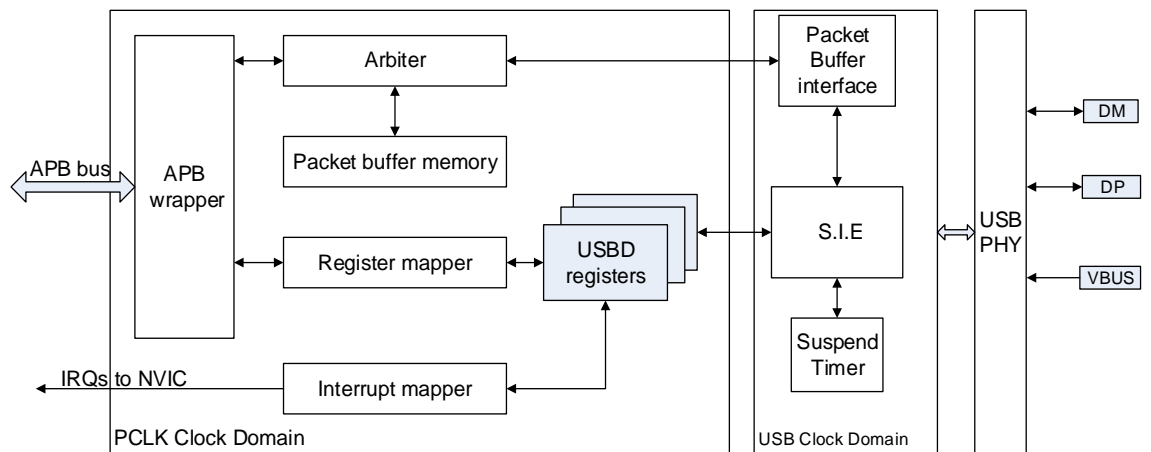 Packet
Buffer
interface
Arbiter
DM
Packet buffer memory
APB bus
APB
wrapper
DP
S.I.E
USB
PHY
USBD
registers
Register mapper
VBUS
Suspend
Timer
IRQs to NVIC
Interrupt mapper
PCLK Clock Domain
USB Clock Domain